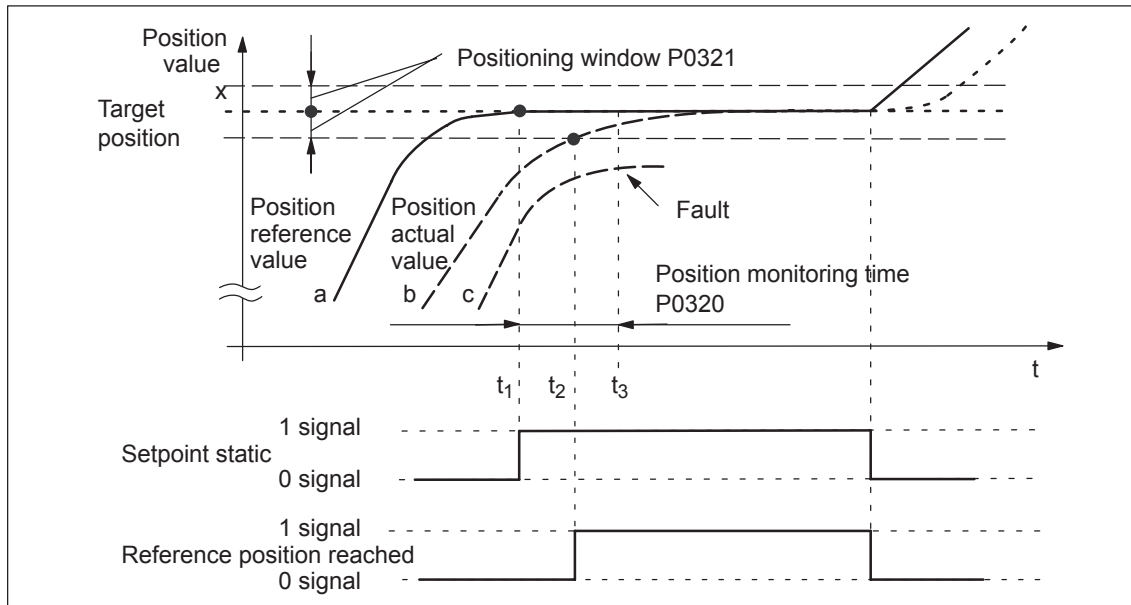 Position
value
x
Positioning window P0321
Target
position
Position
reference
value
Position
actual
value
Fault
a
b
c
Position monitoring time
P0320
t
t1
t2
t3
1 signal
Setpoint static
0 signal
1 signal
Reference position reached
0 signal